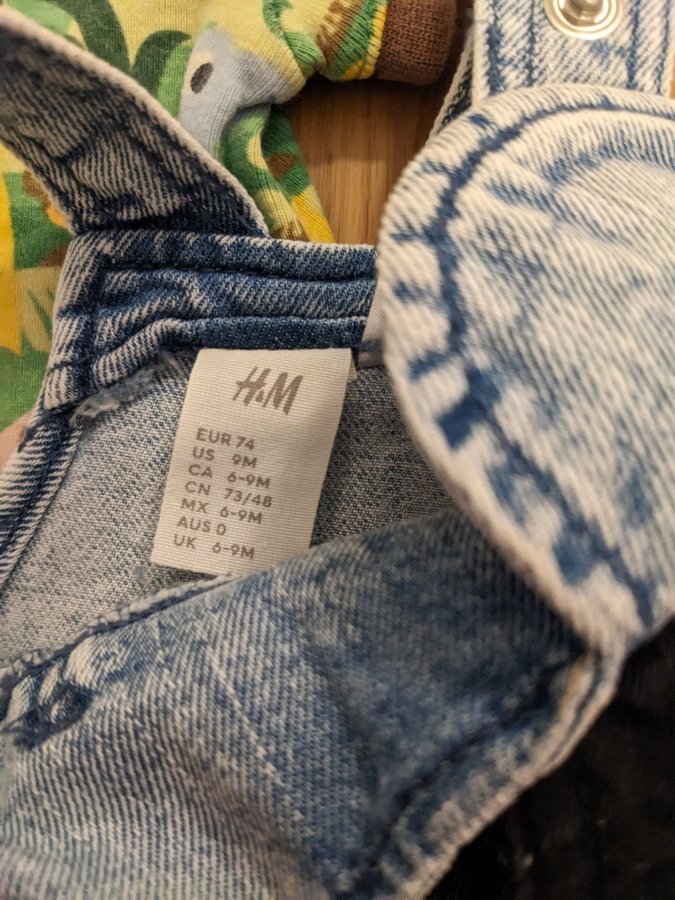 H&M
EUR 74
US 9M
CA 6-9M
CN 73/48
MX 6-9M
AUS 0
UK 6-9M